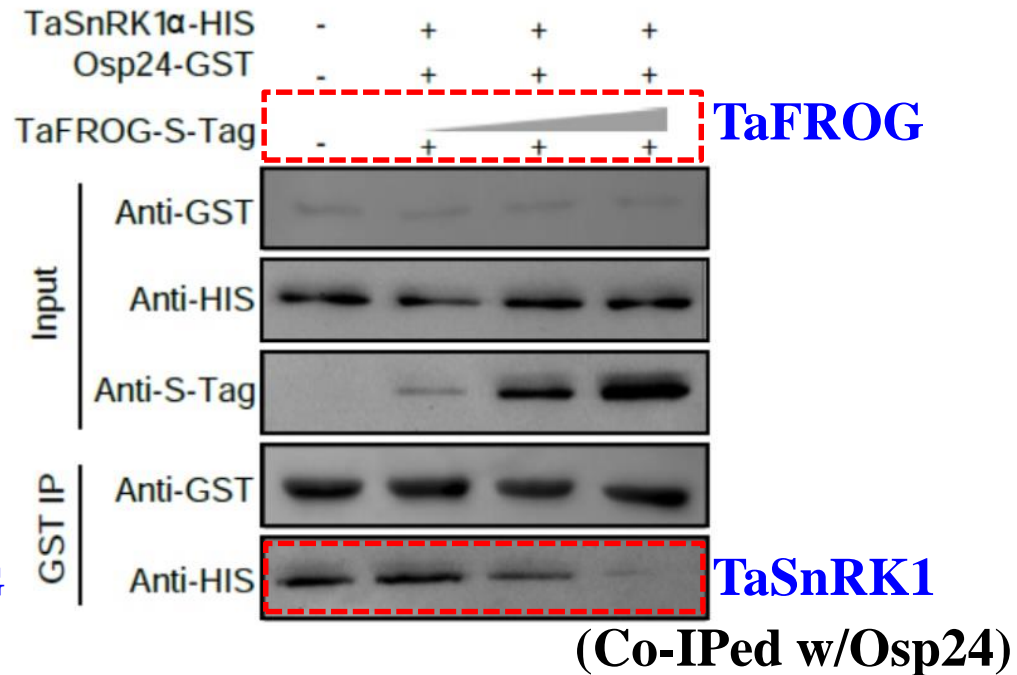 TaSnRK1α-HIS - + + +
Osp24-GST - + + +
TaFROG-S-Tag - + + + TaFROG
Input
Anti-GST
Anti-HIS
Anti-S-Tag
GST IP
Anti-GST
Anti-HIS TaSnRK1
(Co-IPed w/Osp24)